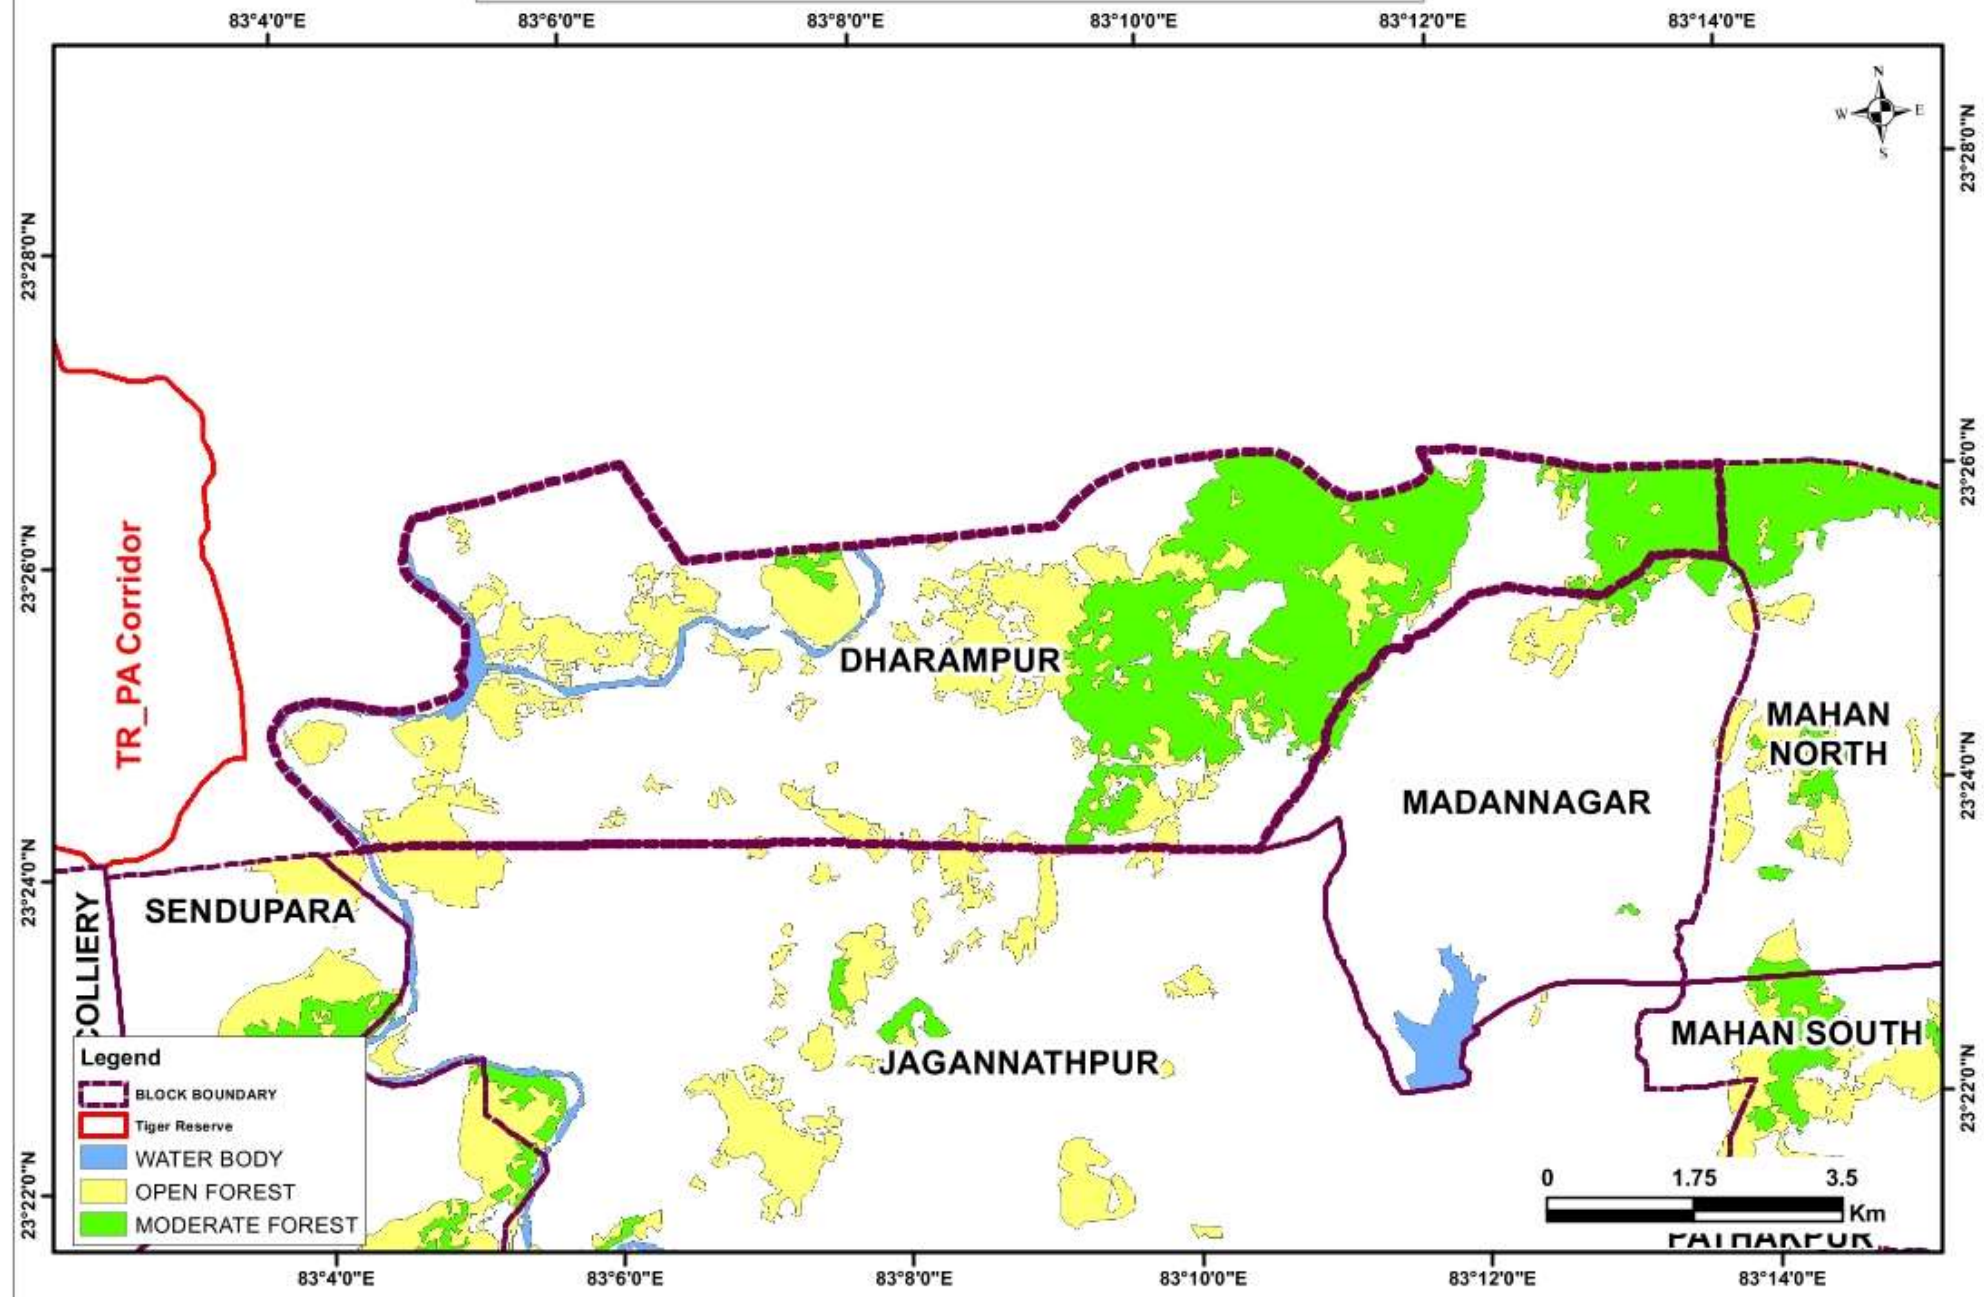 83°4'0"E 83°6'0"E 83°8'0"E 83°10'0"E 83°12'0"E 83°14'0"E
N
W E
S
23°28'0"N
23°28'0"N
23°26'0"N
23°26'0"N
TR_PA Corridor
DHARAMPUR
MAHAN
NORTH
23°24'0"N
MADANNAGAR
23°24'0"N
SENDUPARA
COLLIERY
MAHAN SOUTH
JAGANNATHPUR
23°22'0"N
23°22'0"N
Legend
BLOCK BOUNDARY
Tiger Reserve
WATER BODY
OPEN FOREST
MODERATE FOREST
0 1.75 3.5
Km
PATHAKPUR
83°4'0"E 83°6'0"E 83°8'0"E 83°10'0"E 83°12'0"E 83°14'0"E